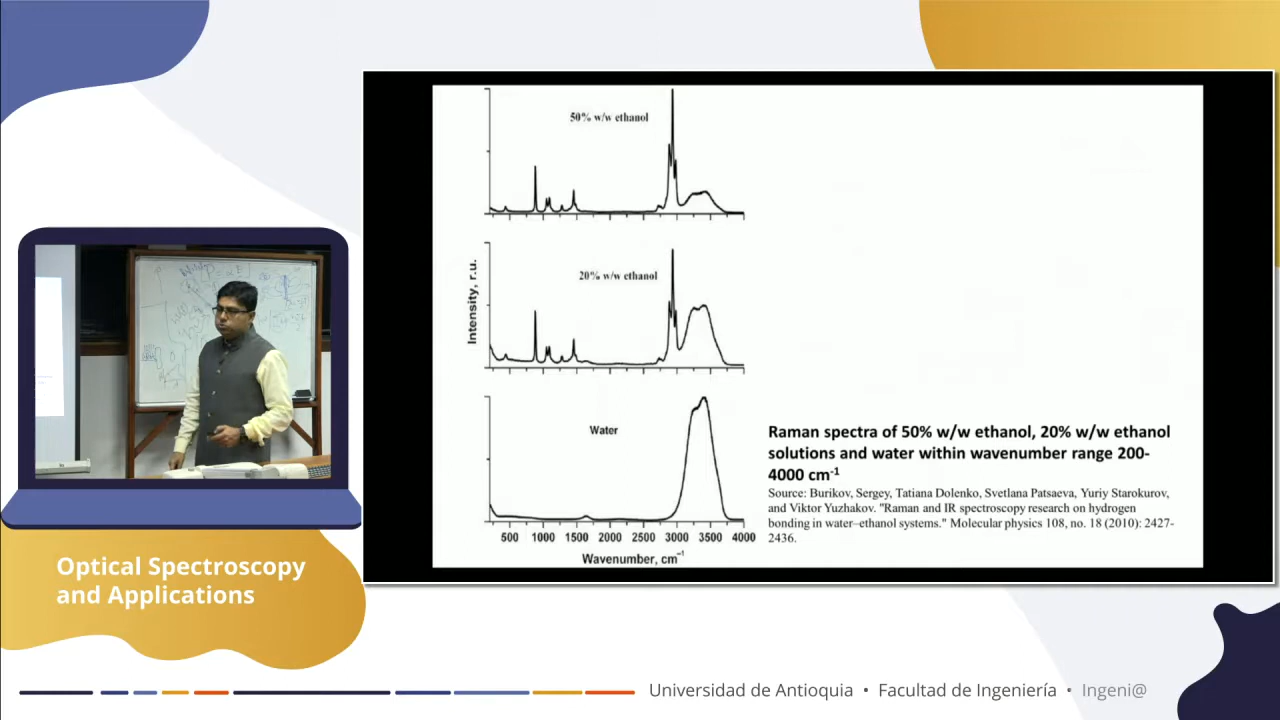 50% w/w ethanol
20% w/w ethanol
Intensity, r.u.
Water
500 1000 1500 2000 2500 3000 3500 4000
Wavenumber, cm⁻¹
Raman spectra of 50% w/w ethanol, 20% w/w ethanol
solutions and water within wavenumber range 200-
4000 cm⁻¹
Source: Burikov, Sergey, Tatiana Dolenko, Svetlana Patsaeva, Yuriy Starokurov,
and Viktor Yuzhakov. "Raman and IR spectroscopy research on hydrogen
bonding in water–ethanol systems." Molecular physics 108, no. 18 (2010): 2427-
2436.
Optical Spectroscopy
and Applications
Universidad de Antioquia • Facultad de Ingeniería • Ingeni@